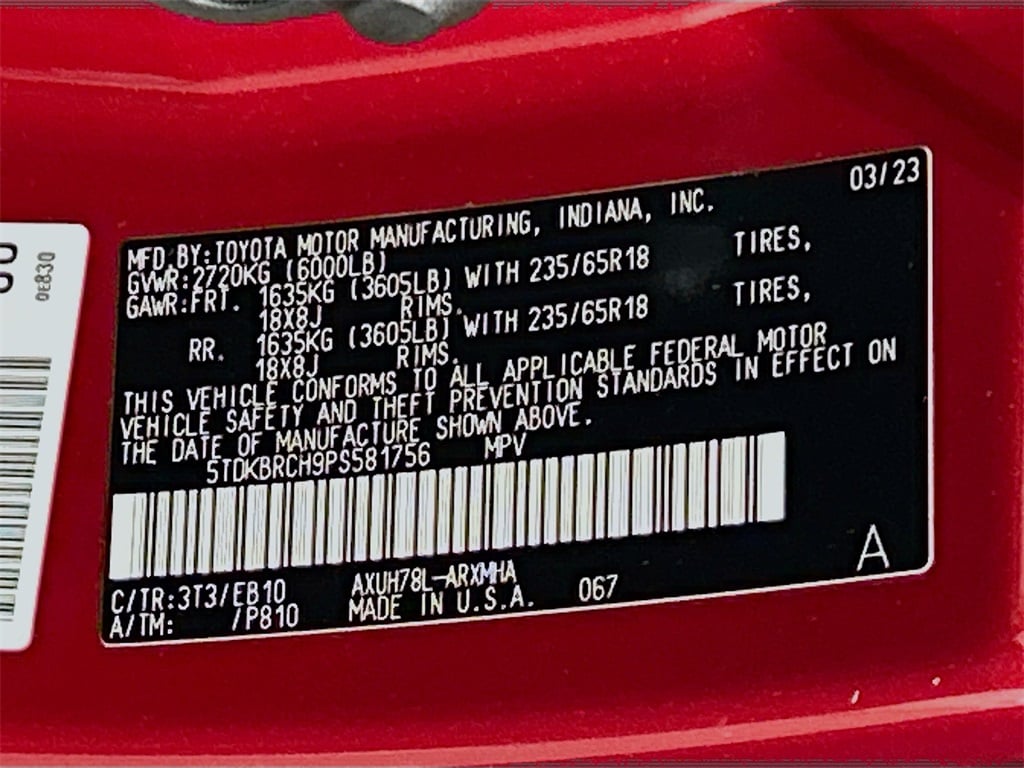 03/23
MFD.BY:TOYOTA MOTOR MANUFACTURING, INDIANA, INC.
GVWR:2720KG (6000LB)
GAWR:FRT. 1635KG (3605LB) WITH 235/65R18 TIRES,
18X8J RIMS.
RR. 1635KG (3605LB) WITH 235/65R18 TIRES,
18X8J RIMS.
THIS VEHICLE CONFORMS TO ALL APPLICABLE FEDERAL MOTOR
VEHICLE SAFETY AND THEFT PREVENTION STANDARDS IN EFFECT ON
THE DATE OF MANUFACTURE SHOWN ABOVE.
5TDKBRCH9PS581756 MPV
C/TR:3T3/EB10 AXUH78L-ARXMHA
A/TM: /P810 MADE IN U.S.A. 067
A
0E830